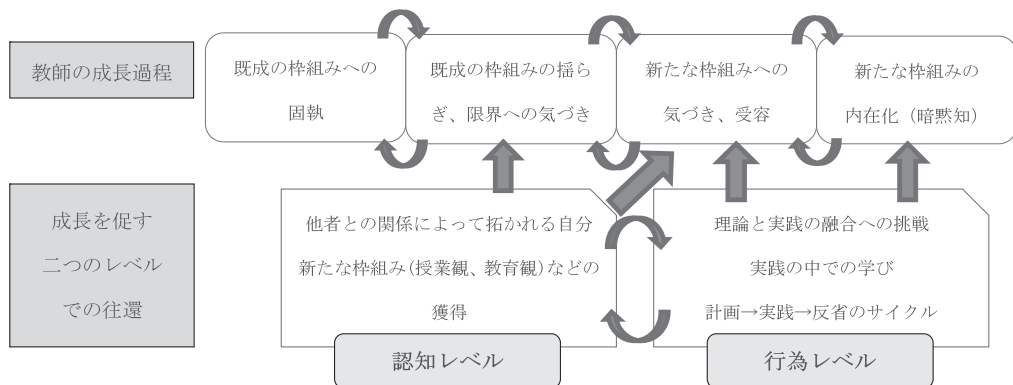 教師の成長過程
既成の枠組みへの
固執
既成の枠組みの揺ら
ぎ、限界への気づき
新たな枠組みへの
気づき、受容
新たな枠組みの
内在化（暗黙知）
成長を促す
二つのレベル
での往還
他者との関係によって拓かれる自分
新たな枠組み（授業観、教育観）などの
獲得
認知レベル
理論と実践の融合への挑戦
実践の中での学び
計画→実践→反省のサイクル
行為レベル